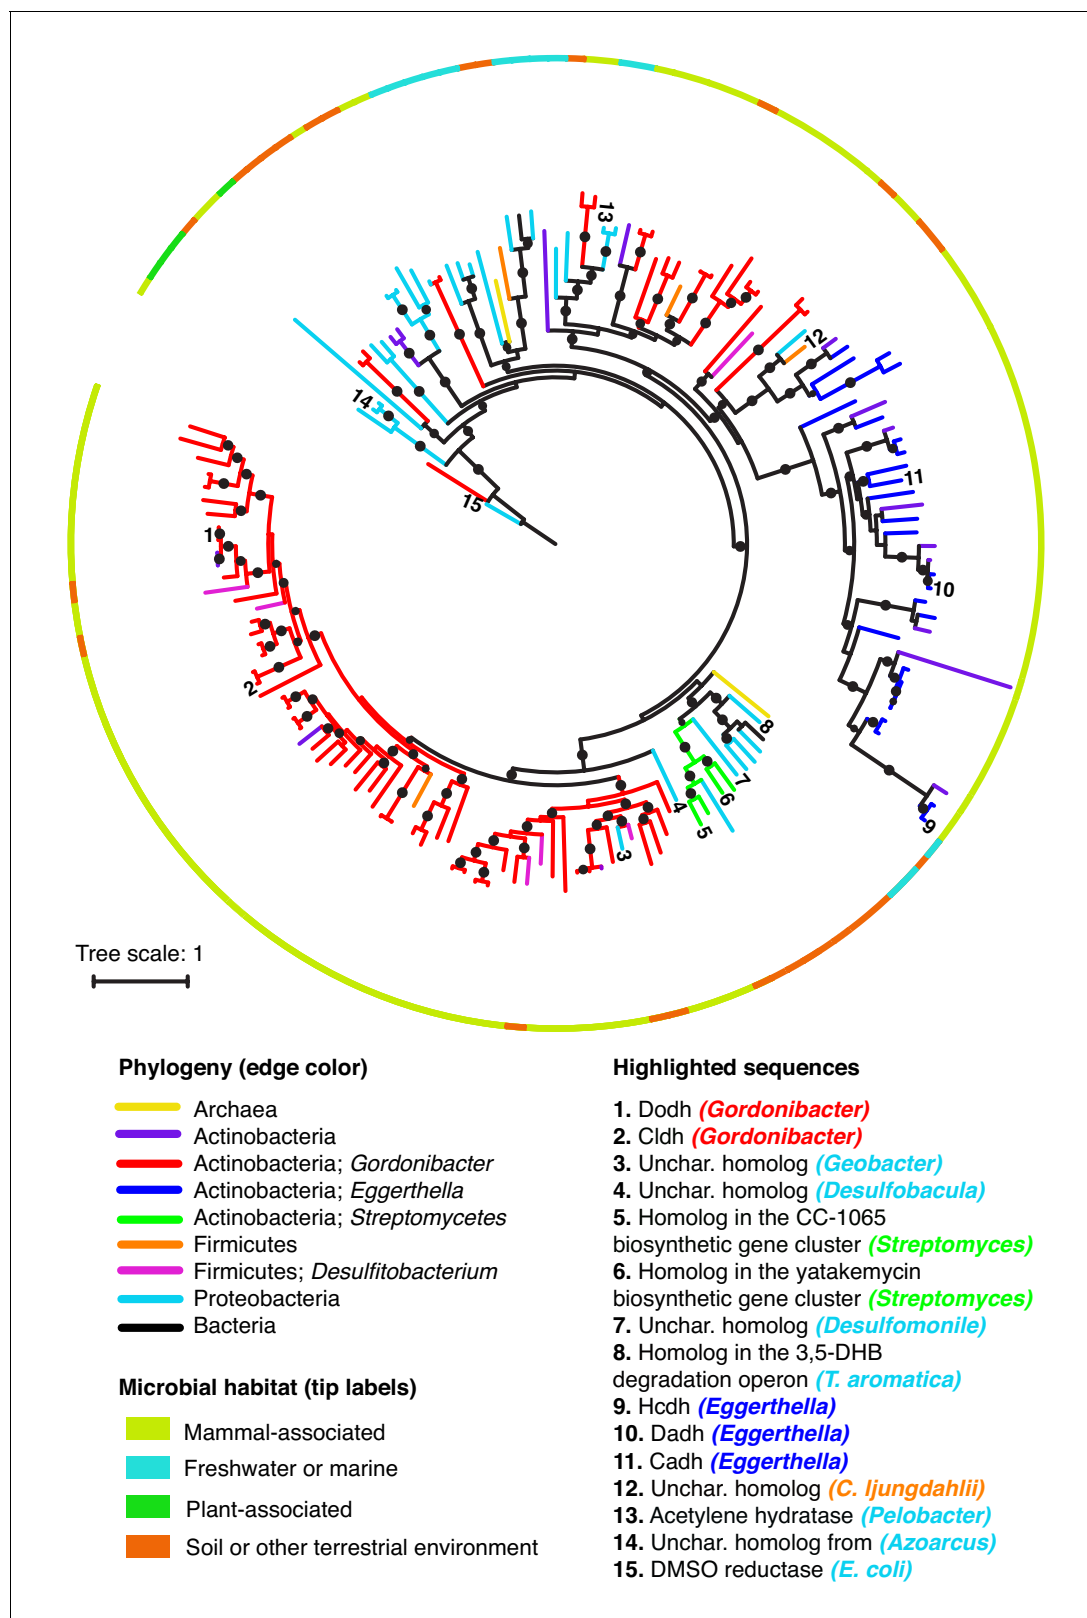 13
12
14
11
15
1
10
2
8
7
4
6
5
3
9
Tree scale: 1
Phylogeny (edge color)
Archaea
Actinobacteria
Actinobacteria; Gordonibacter
Actinobacteria; Eggerthella
Actinobacteria; Streptomycetes
Firmicutes
Firmicutes; Desulfitobacterium
Proteobacteria
Bacteria
Microbial habitat (tip labels)
Mammal-associated
Freshwater or marine
Plant-associated
Soil or other terrestrial environment
Highlighted sequences
1. Dodh (Gordonibacter)
2. Cldh (Gordonibacter)
3. Unchar. homolog (Geobacter)
4. Unchar. homolog (Desulfobacula)
5. Homolog in the CC-1065
biosynthetic gene cluster (Streptomyces)
6. Homolog in the yatakemycin
biosynthetic gene cluster (Streptomyces)
7. Unchar. homolog (Desulfomonile)
8. Homolog in the 3,5-DHB
degradation operon (T. aromatica)
9. Hcdh (Eggerthella)
10. Dadh (Eggerthella)
11. Cadh (Eggerthella)
12. Unchar. homolog (C. ljungdahlii)
13. Acetylene hydratase (Pelobacter)
14. Unchar. homolog from (Azoarcus)
15. DMSO reductase (E. coli)